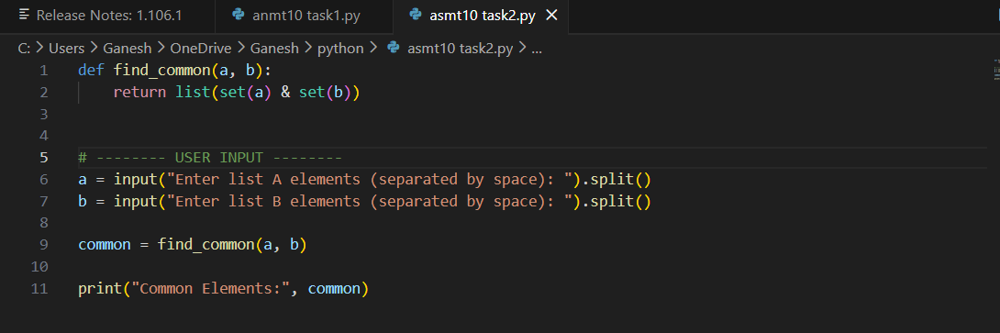 Release Notes: 1.106.1 anmt10 task1.py asmt10 task2.py
C: > Users > Ganesh > OneDrive > Ganesh > python > asmt10 task2.py > ...
1 def find_common(a, b):
2     return list(set(a) & set(b))
3
4
5 # -------- USER INPUT --------
6 a = input("Enter list A elements (separated by space): ").split()
7 b = input("Enter list B elements (separated by space): ").split()
8
9 common = find_common(a, b)
10
11 print("Common Elements:", common)